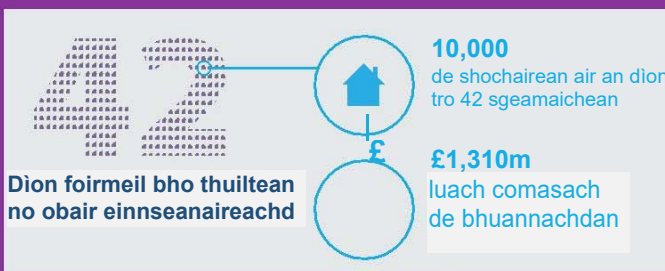 42
Dìon foirmeil bho thuiltean
no obair einnseanaireachd
10,000
de shochairean air an dìon
tro 42 sgeamaichean
£
£1,310m
luach comasach
de bhuannachdan